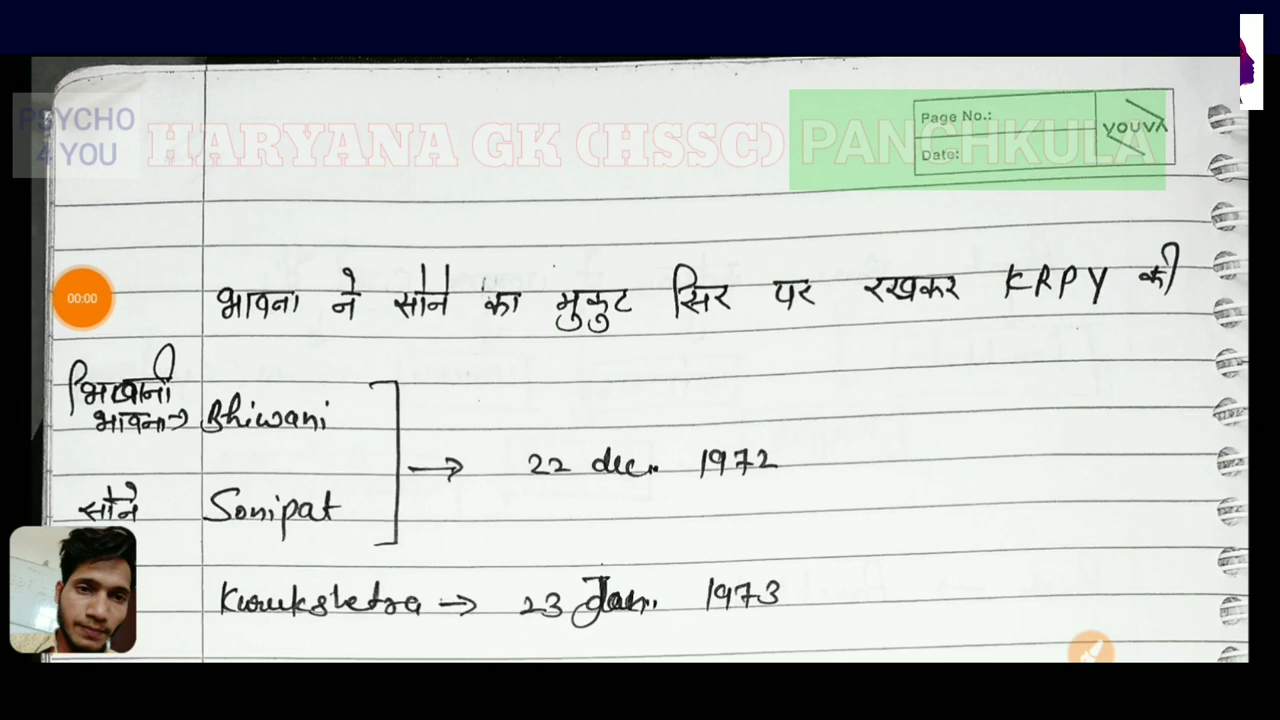 PSYCHO
4 YOU
HARYANA GK (HSSC) PANCHKULA
Page No.:
Date:
YOUVA
भावना ने सोने का मुकुट सिर पर रखकर KRPY की
00:00
भिवानी
भावना → Bhiwani
→ 22 dec. 1972
सोने Sonipat
Kurukshetra → 23 Jan. 1973